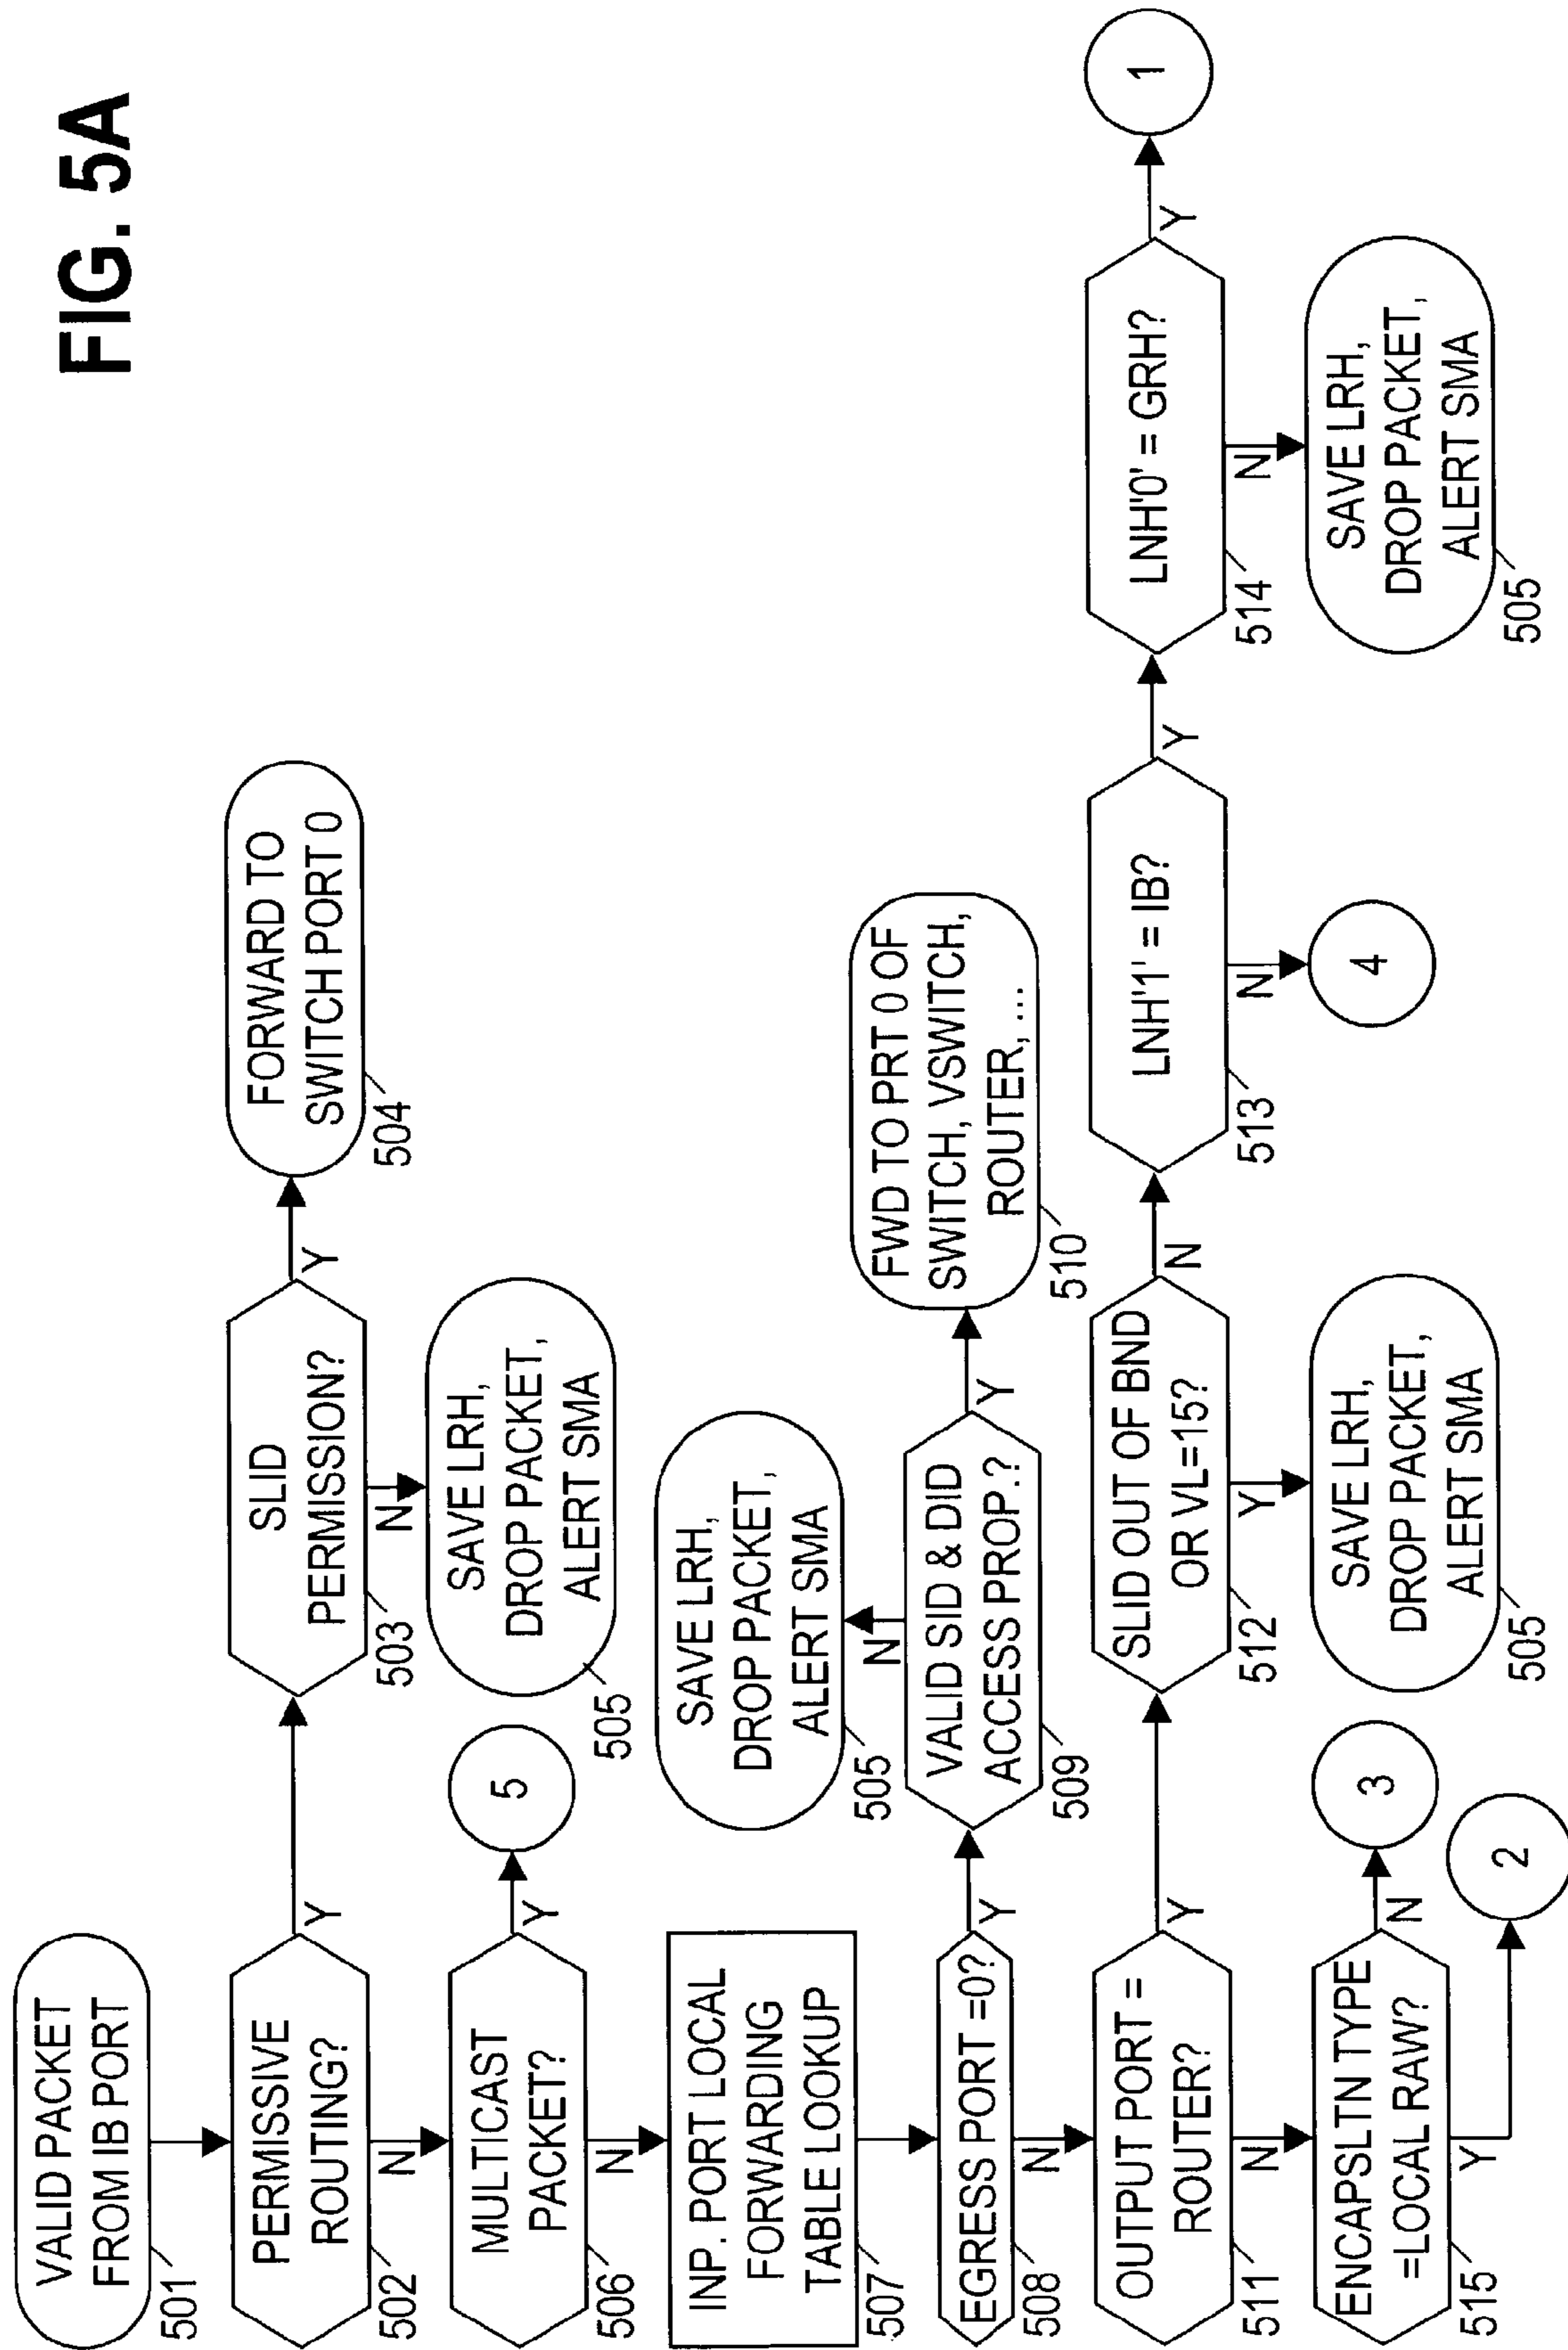 FIG. 5A
VALID PACKET
FROM IB PORT
501
PERMISSIVE
ROUTING?
502
Y
N
SLID
PERMISSION?
503
Y
N
FORWARD TO
SWITCH PORT 0
504
SAVE LRH,
DROP PACKET,
ALERT SMA
505
MULTICAST
PACKET?
506
Y
N
5
INP. PORT LOCAL
FORWARDING
TABLE LOOKUP
507
EGRESS PORT =0?
508
Y
N
SAVE LRH,
DROP PACKET,
ALERT SMA
505
N
VALID SID & DID
ACCESS PROP.?
509
Y
FWD TO PRT 0 OF
SWITCH, VSWITCH,
ROUTER, ...
510
OUTPUT PORT =
ROUTER?
511
Y
N
SLID OUT OF BND
OR VL=15?
512
N
Y
SAVE LRH,
DROP PACKET,
ALERT SMA
505
LNH'1' = IB?
513
Y
N
4
LNH'0' = GRH?
514
Y
N
1
SAVE LRH,
DROP PACKET,
ALERT SMA
505
ENCAPSLTN TYPE
=LOCAL RAW?
515
N
Y
3
2